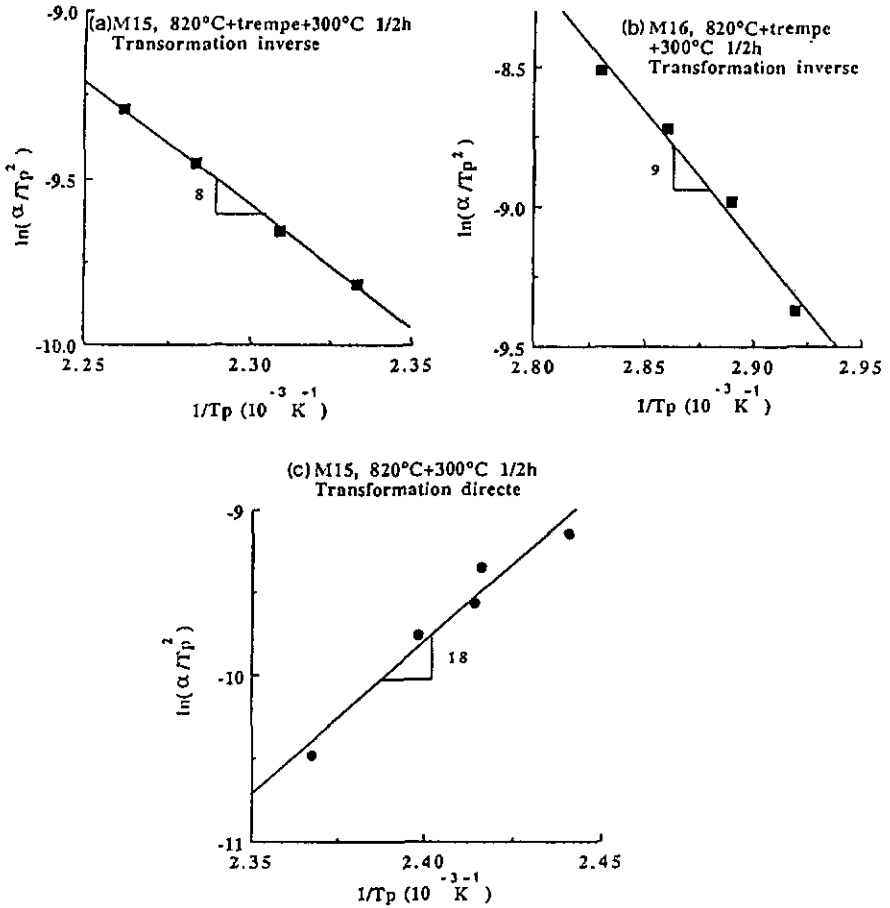 (a) M15, 820°C+trempe+300°C 1/2h
Transormation inverse
-9.0
-9.5
-10.0
ln(α/Tp²)
8
2.25 2.30 2.35
1/Tp (10⁻³ K⁻¹)
(b) M16, 820°C+trempe
+300°C 1/2h
Transformation inverse
-8.5
-9.0
-9.5
ln(α/Tp²)
9
2.80 2.85 2.90 2.95
1/Tp (10⁻³ K⁻¹)
(c) M15, 820°C+300°C 1/2h
Transformation directe
-9
-10
-11
ln(α/Tp)²
18
2.35 2.40 2.45
1/Tp (10⁻³ K⁻¹)